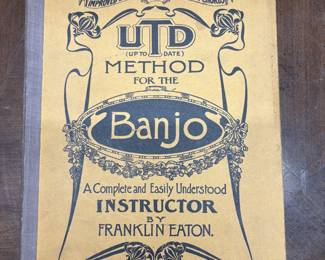 UTD
(UP TO DATE)
METHOD
FOR THE
Banjo
A Complete and Easily Understood
INSTRUCTOR
BY
FRANKLIN EATON.